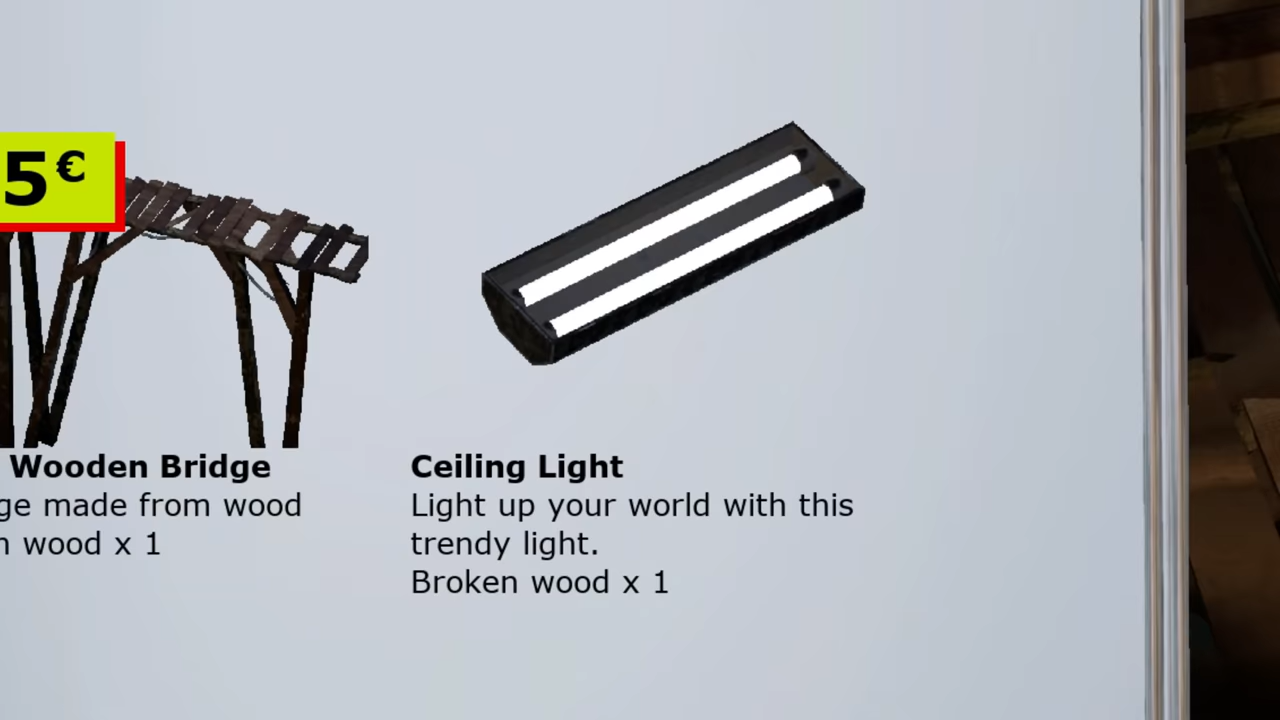 5€
Wooden Bridge
made from wood
wood x 1
Ceiling Light
Light up your world with this
trendy light.
Broken wood x 1